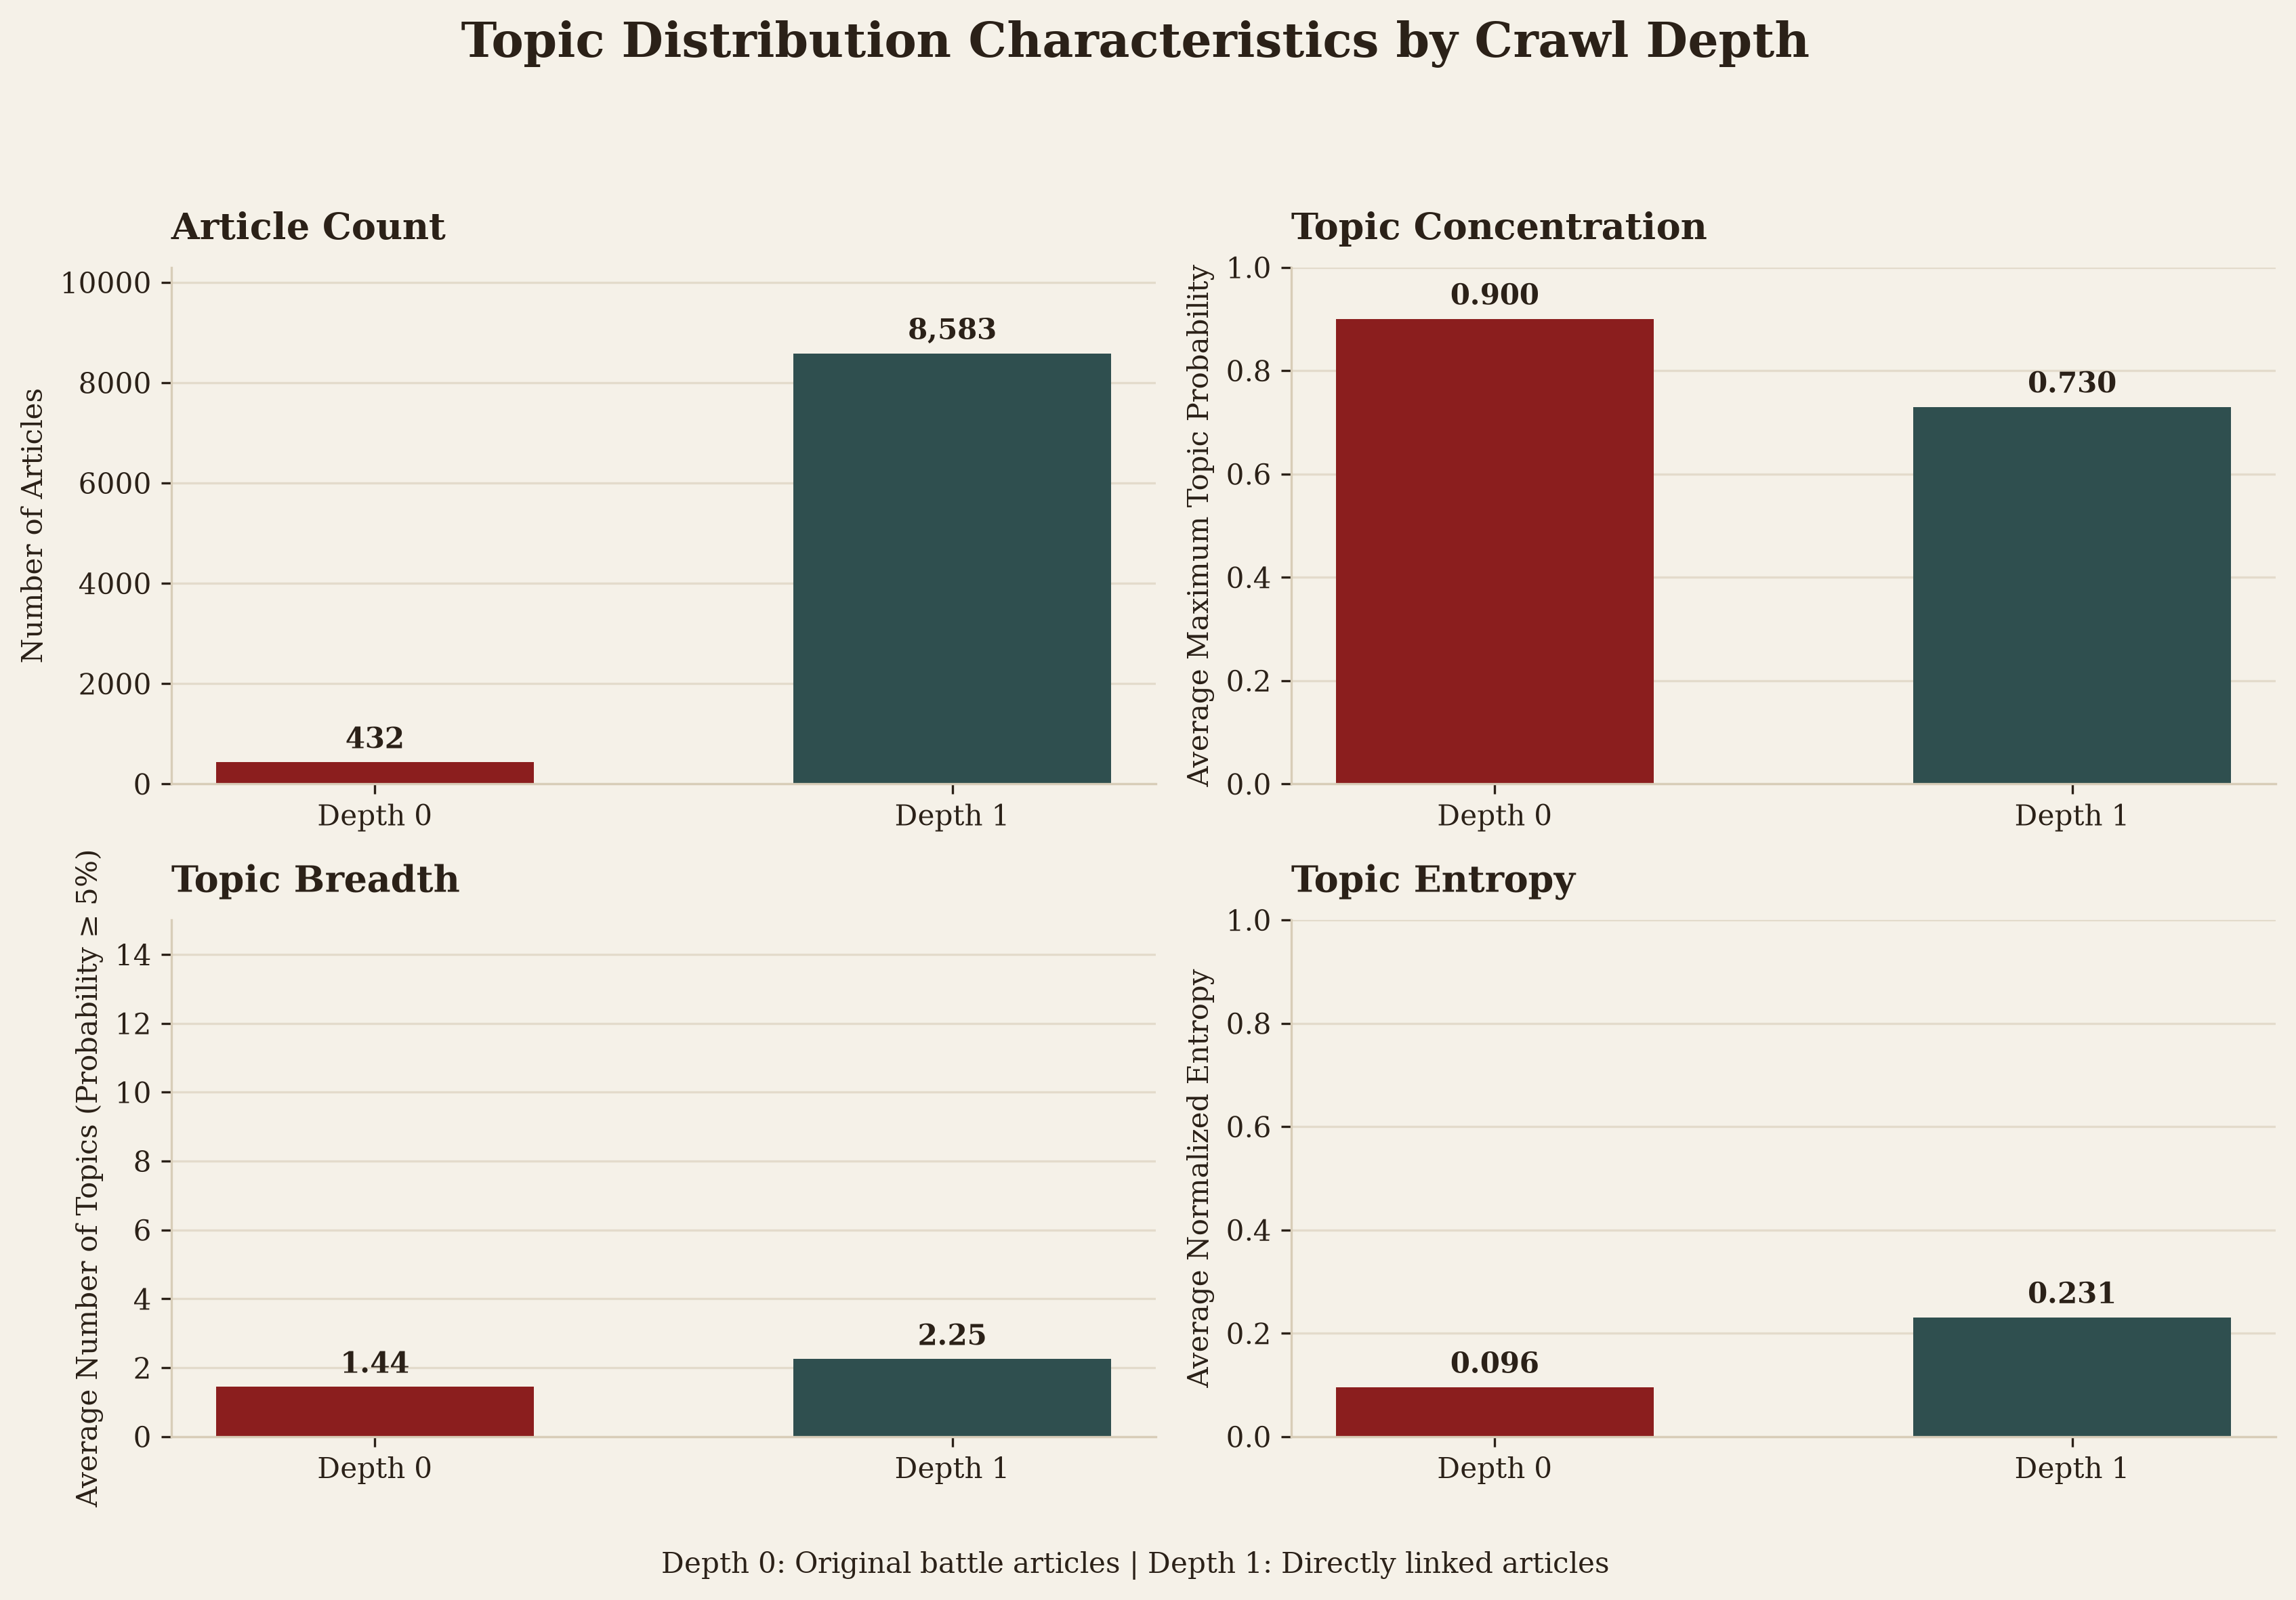 Topic Distribution Characteristics by Crawl Depth
Article Count
Number of Articles
10000
8000
6000
4000
2000
0
432
8,583
Depth 0
Depth 1
Topic Concentration
Average Maximum Topic Probability
1.0
0.8
0.6
0.4
0.2
0.0
0.900
0.730
Depth 0
Depth 1
Topic Breadth
Average Number of Topics (Probability ≥ 5%)
14
12
10
8
6
4
2
0
1.44
2.25
Depth 0
Depth 1
Topic Entropy
Average Normalized Entropy
1.0
0.8
0.6
0.4
0.2
0.0
0.096
0.231
Depth 0
Depth 1
Depth 0: Original battle articles | Depth 1: Directly linked articles